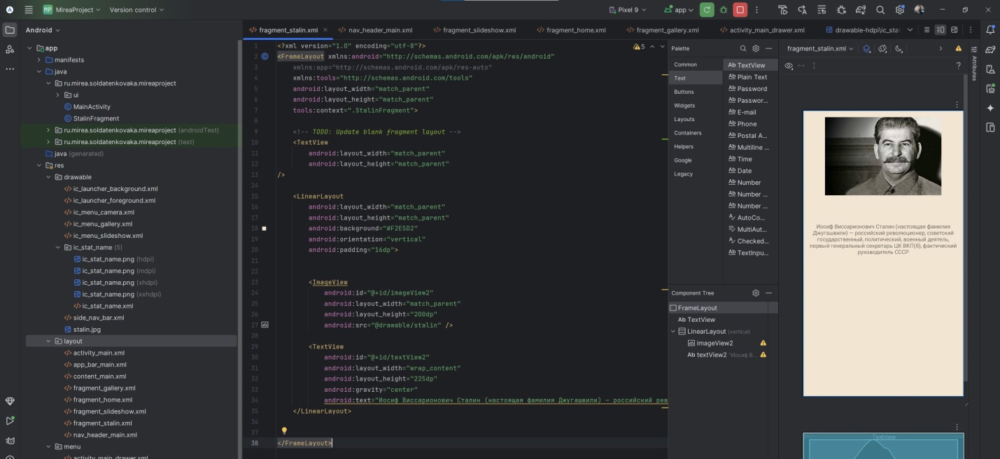 MP MireaProject Version control Pixel 9 app
Android
app
manifests
java
ru.mirea.soldatenkovaka.mireaproject
ui
MainActivity
StalinFragment
ru.mirea.soldatenkovaka.mireaproject (androidTest)
ru.mirea.soldatenkovaka.mireaproject (test)
java (generated)
res
drawable
ic_launcher_background.xml
ic_launcher_foreground.xml
ic_menu_camera.xml
ic_menu_gallery.xml
ic_menu_slideshow.xml
ic_stat_name (5)
ic_stat_name.png (hdpi)
ic_stat_name.png (mdpi)
ic_stat_name.png (xhdpi)
ic_stat_name.png (xxhdpi)
ic_stat_name.xml
side_nav_bar.xml
stalin.jpg
layout
activity_main.xml
app_bar_main.xml
content_main.xml
fragment_gallery.xml
fragment_home.xml
fragment_slideshow.xml
fragment_stalin.xml
nav_header_main.xml
menu
activity_main_drawer.xml
fragment_stalin.xml nav_header_main.xml fragment_slideshow.xml fragment_home.xml fragment_gallery.xml activity_main_drawer.xml drawable-hdpi\ic_sta
5
1 <?xml version="1.0" encoding="utf-8"?>
2 <FrameLayout xmlns:android="http://schemas.android.com/apk/res/android"
3 xmlns:app="http://schemas.android.com/apk/res-auto"
4 xmlns:tools="http://schemas.android.com/tools"
5 android:layout_width="match_parent"
6 android:layout_height="match_parent"
7 tools:context=".StalinFragment">
8
9 <!-- TODO: Update blank fragment layout -->
10 <TextView
11 android:layout_width="match_parent"
12 android:layout_height="match_parent"
13 />
14
15 <LinearLayout
16 android:layout_width="match_parent"
17 android:layout_height="match_parent"
18 android:background="#F2E5D2"
19 android:orientation="vertical"
20 android:padding="16dp">
21
22
23 <ImageView
24 android:id="@+id/imageView2"
25 android:layout_width="match_parent"
26 android:layout_height="200dp"
27 android:src="@drawable/stalin" />
28
29 <TextView
30 android:id="@+id/textView2"
31 android:layout_width="wrap_content"
32 android:layout_height="225dp"
33 android:gravity="center"
34 android:text="Иосиф Виссарионович Сталин (настоящая фамилия Джугашвили) — российский рев
35 </LinearLayout>
36
37
38 </FrameLayout>
Palette
Common
Text
Buttons
Widgets
Layouts
Containers
Helpers
Google
Legacy
Ab TextView
Ab Plain Text
Ab Password
Ab Passwor...
Ab E-mail
Ab Phone
Ab Postal A...
Ab Multiline ...
Ab Time
Ab Date
Ab Number
Ab Number ...
Ab Number ...
AutoCo...
MultiAut...
Checked...
Ab TextInpu...
Component Tree
FrameLayout
Ab TextView
LinearLayout (vertical)
imageView2
Ab textView2 "Иосиф В...
fragment_stalin.xml
?
Attributes
Иосиф Виссарионович Сталин (настоящая фамилия
Джугашвили) — российский революционер, советский
государственный, политический, военный деятель,
первый генеральный секретарь ЦК ВКП(б), фактический
руководитель СССР
TextView